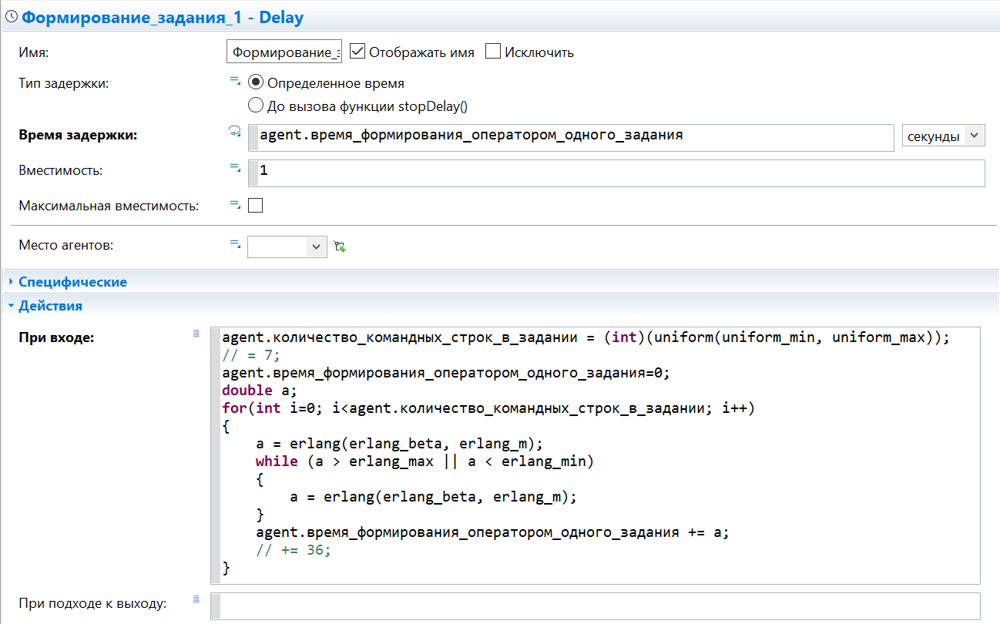 Формирование_задания_1 - Delay
Имя: Формирование_з Отображать имя Исключить
Тип задержки: Определенное время
До вызова функции stopDelay()
Время задержки: agent.время_формирования_оператором_одного_задания секунды
Вместимость: 1
Максимальная вместимость:
Место агентов:
Специфические
Действия
При входе: agent.количество_командных_строк_в_задании = (int)(uniform(uniform_min, uniform_max));
// = 7;
agent.время_формирования_оператором_одного_задания=0;
double a;
for(int i=0; i<agent.количество_командных_строк_в_задании; i++)
{
a = erlang(erlang_beta, erlang_m);
while (a > erlang_max || a < erlang_min)
{
a = erlang(erlang_beta, erlang_m);
}
agent.время_формирования_оператором_одного_задания += a;
// += 36;
}
При подходе к выходу: